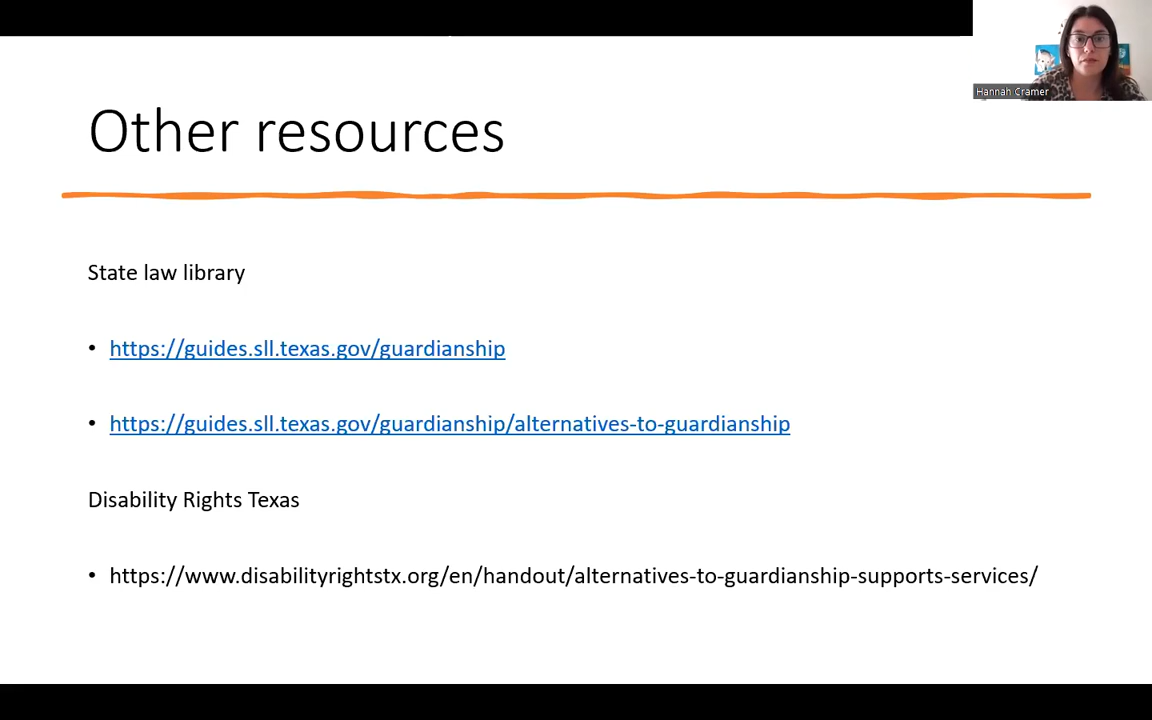 Hannah Cramer
Other resources
State law library
• https://guides.sll.texas.gov/guardianship
• https://guides.sll.texas.gov/guardianship/alternatives-to-guardianship
Disability Rights Texas
• https://www.disabilityrightstx.org/en/handout/alternatives-to-guardianship-supports-services/